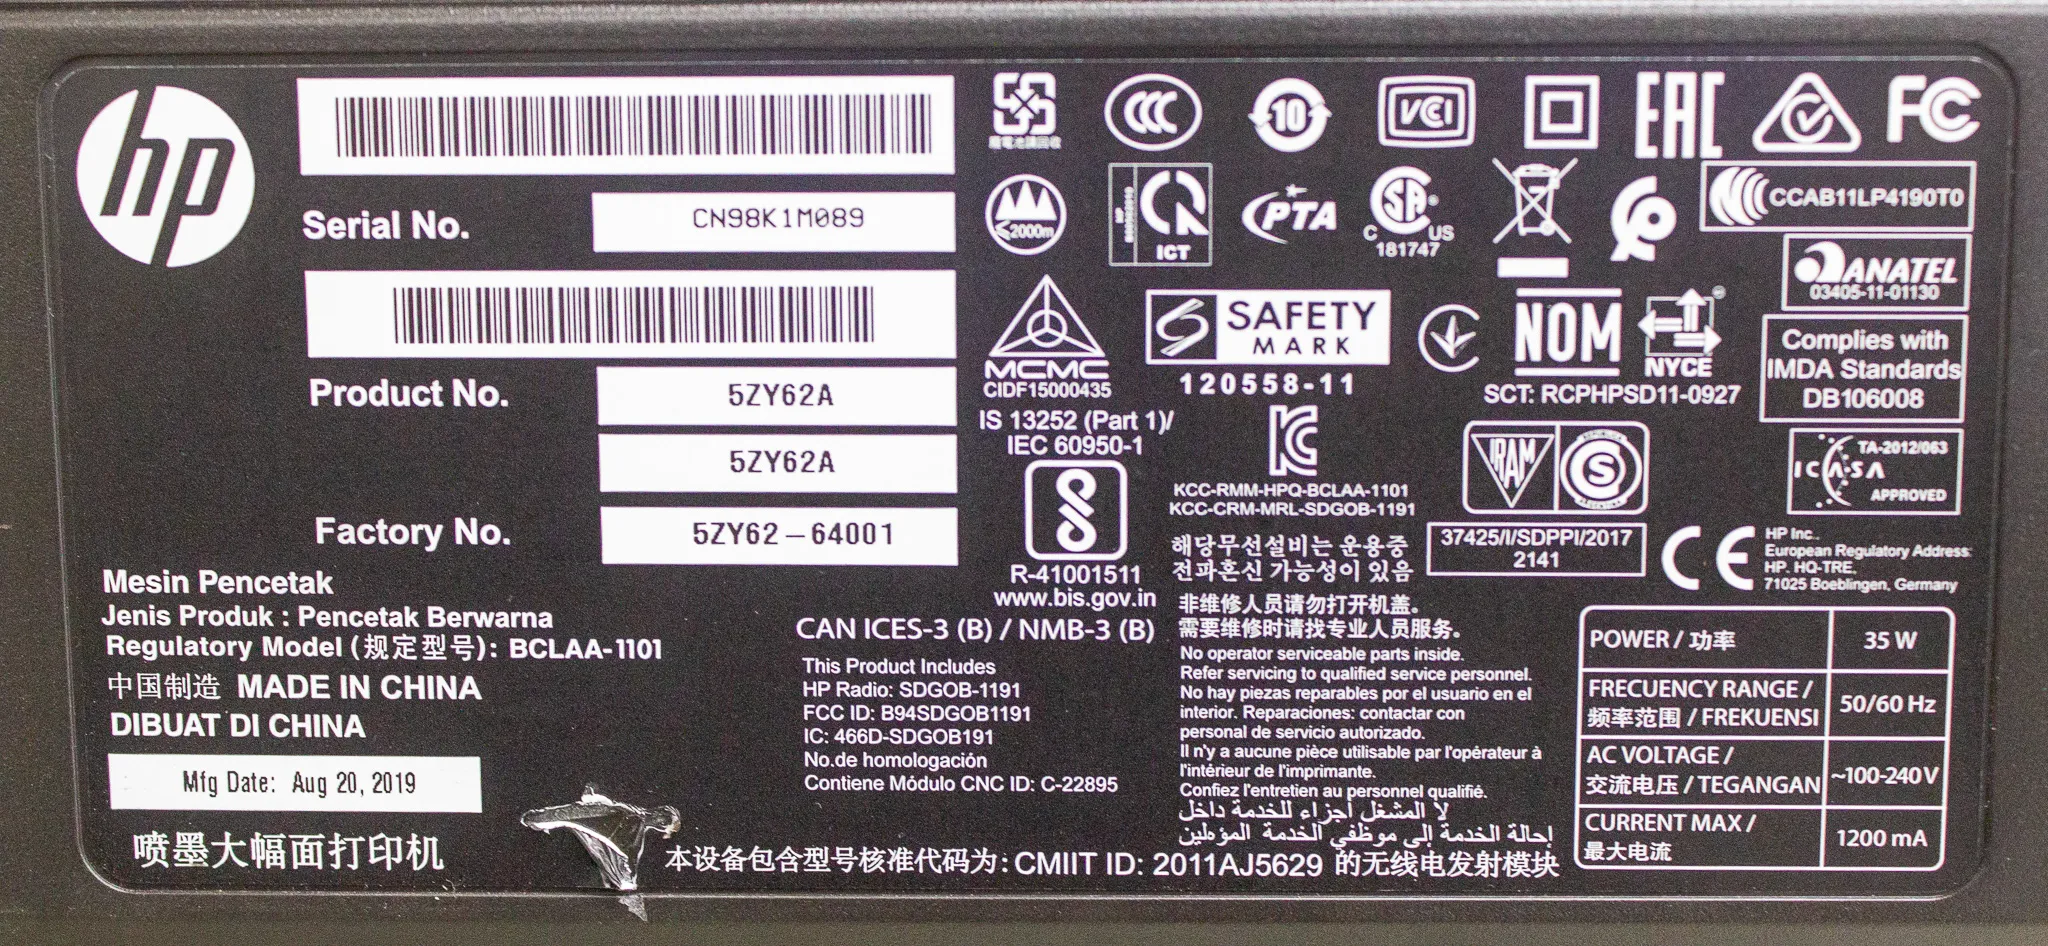 hp
Serial No. CN98K1M089
Product No. 5ZY62A
5ZY62A
Factory No. 5ZY62-64001
Mesin Pencetak
Jenis Produk : Pencetak Berwarna
Regulatory Model (规定型号): BCLAA-1101
中国制造 MADE IN CHINA
DIBUAT DI CHINA
Mfg Date: Aug 20, 2019
喷墨大幅面打印机
廢電池請回收
CCC
10
VCCI
EAC
FC
≤2000m
ICT
PTA
CSA®
C US
181747
CCAB11LP4190T0
ANATEL
03405-11-01130
MCMC
CIDF15000435
SAFETY
MARK
120558-11
NOM
NYCE
SCT: RCPHPSD11-0927
Complies with
IMDA Standards
DB106008
IS 13252 (Part 1)/
IEC 60950-1
R-41001511
www.bis.gov.in
KCC-RMM-HPQ-BCLAA-1101
KCC-CRM-MRL-SDGOB-1191
해당무선설비는 운용중
전파혼신 가능성이 있음
IRAM
S
TA-2012/063
ICASA
APPROVED
37425/I/SDPPI/2017
2141
CE
HP Inc.,
European Regulatory Address:
HP, HQ-TRE,
71025 Boeblingen, Germany
CAN ICES-3 (B) / NMB-3 (B)
This Product Includes
HP Radio: SDGOB-1191
FCC ID: B94SDGOB1191
IC: 466D-SDGOB191
No.de homologación
Contiene Módulo CNC ID: C-22895
非维修人员请勿打开机盖。
需要维修时请找专业人员服务。
No operator serviceable parts inside.
Refer servicing to qualified service personnel.
No hay piezas reparables por el usuario en el
interior. Reparaciones: contactar con
personal de servicio autorizado.
Il n'y a aucune pièce utilisable par l'opérateur à
l'intérieur de l'imprimante.
Confiez l'entretien au personnel qualifié.
لا المشغل أجزاء للخدمة داخل
إحالة الخدمة إلى موظفي الخدمة المؤهلين
本设备包含型号核准代码为: CMIIT ID: 2011AJ5629 的无线电发射模块
POWER / 功率 35 W
FRECUENCY RANGE /
频率范围 / FREKUENSI 50/60 Hz
AC VOLTAGE /
交流电压 / TEGANGAN ~100-240V
CURRENT MAX /
最大电流 1200 mA